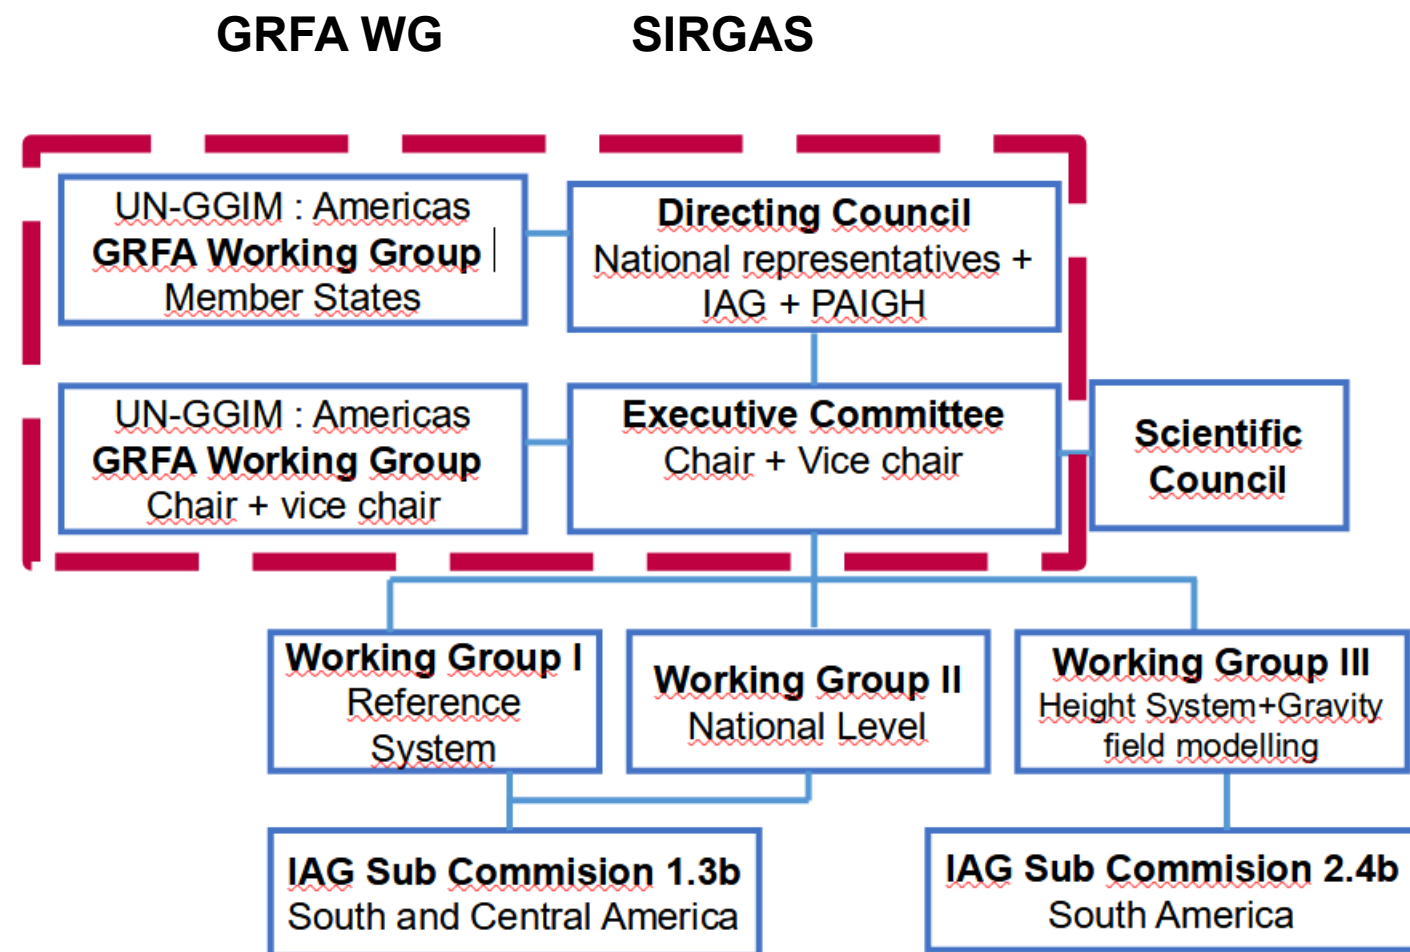 GRFA WG
SIRGAS
UN-GGIM : Americas
GRFA Working Group
Member States
Directing Council
National representatives +
IAG + PAIGH
UN-GGIM : Americas
GRFA Working Group
Chair + vice chair
Executive Committee
Chair + Vice chair
Scientific
Council
Working Group I
Reference
System
Working Group II
National Level
Working Group III
Height System+Gravity
field modelling
IAG Sub Commision 1.3b
South and Central America
IAG Sub Commision 2.4b
South America